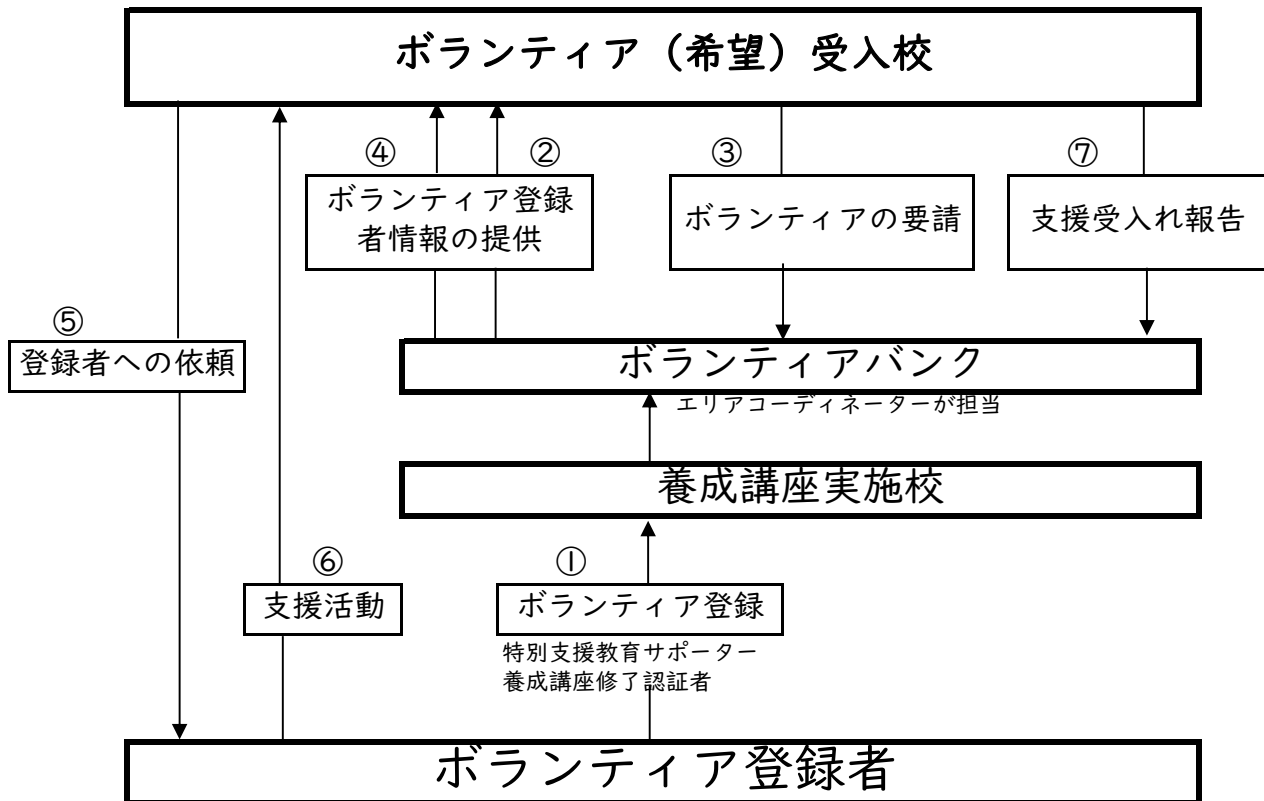 ボランティア（希望）受入校
④
②
③
⑦
ボランティア登録
者情報の提供
ボランティアの要請
支援受入れ報告
⑤
登録者への依頼
ボランティアバンク
エリアコーディネーターが担当
養成講座実施校
⑥
①
支援活動
ボランティア登録
特別支援教育サポーター
養成講座修了認証者
ボランティア登録者